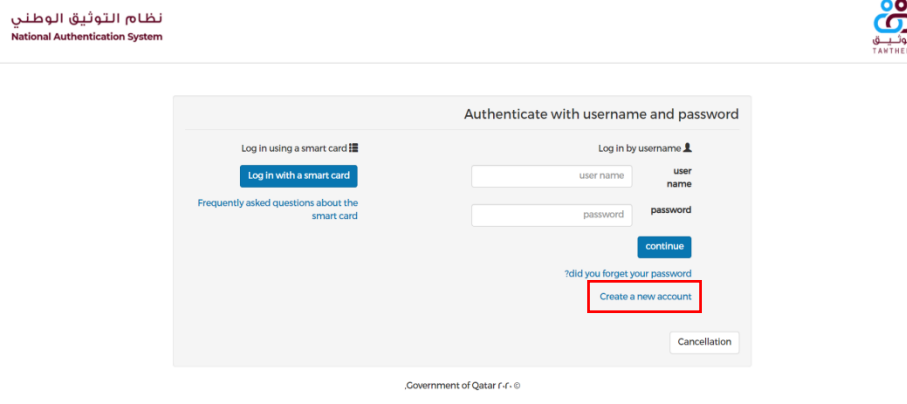 نظام التوثيق الوطني
National Authentication System
TAWTHE
Authenticate with username and password
Log in by username
user name
user
name
password
password
continue
?did you forget your password
Create a new account
Log in using a smart card
Log in with a smart card
Frequently asked questions about the
smart card
Cancellation
,Government of Qatar ٢٠٢٠ ©